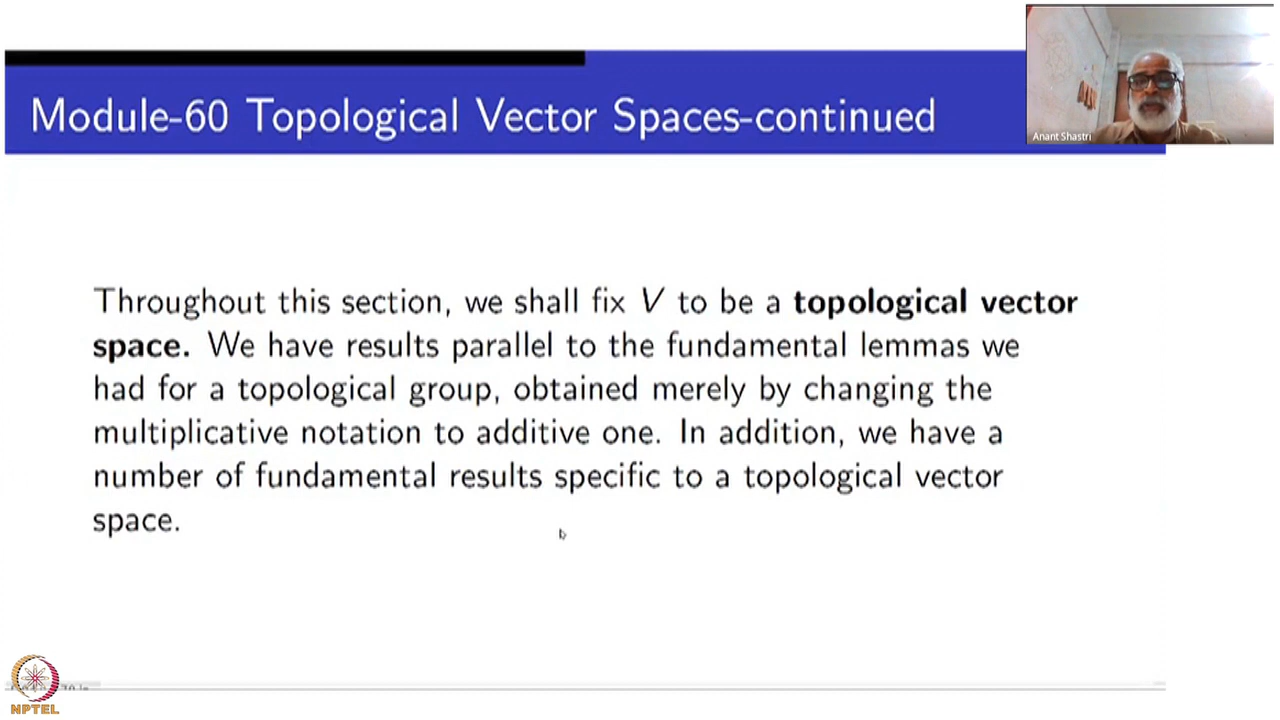 Module-60 Topological Vector Spaces-continued
Anant Shastri
Throughout this section, we shall fix V to be a topological vector
space. We have results parallel to the fundamental lemmas we
had for a topological group, obtained merely by changing the
multiplicative notation to additive one. In addition, we have a
number of fundamental results specific to a topological vector
space.
NPTEL